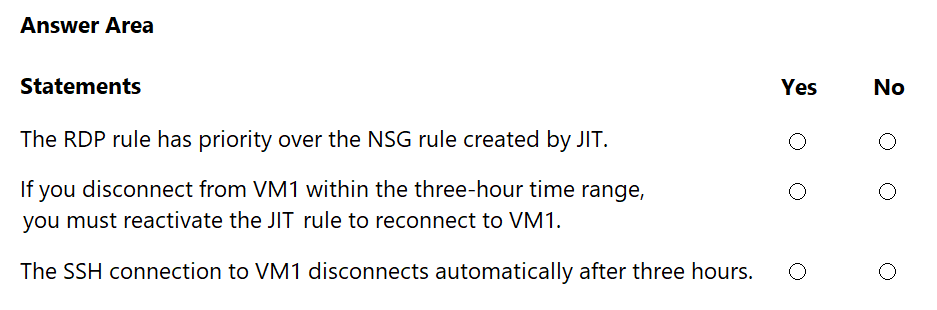 Answer Area
Statements Yes No
The RDP rule has priority over the NSG rule created by JIT.
If you disconnect from VM1 within the three-hour time range,
you must reactivate the JIT rule to reconnect to VM1.
The SSH connection to VM1 disconnects automatically after three hours.